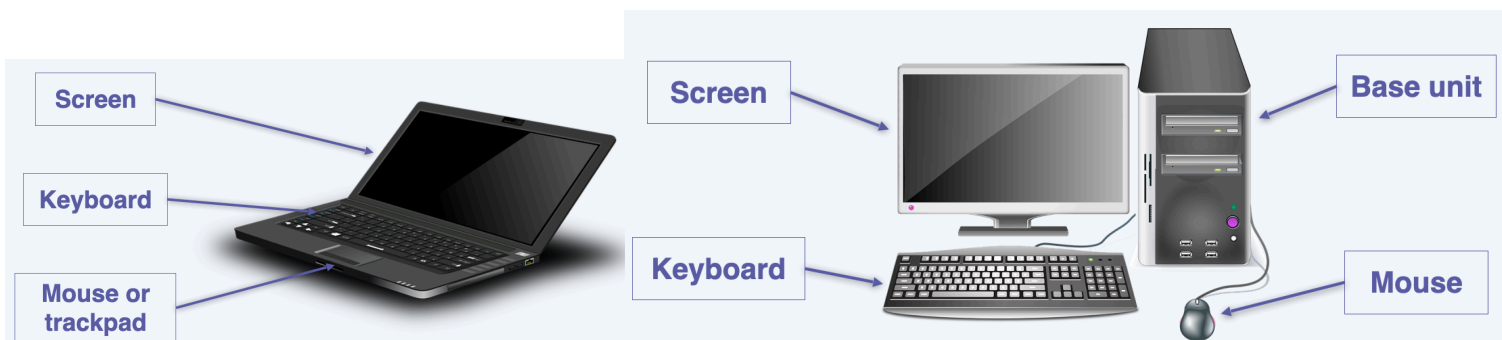 Screen
Keyboard
Mouse or
trackpad
Screen
Keyboard
Base unit
Mouse